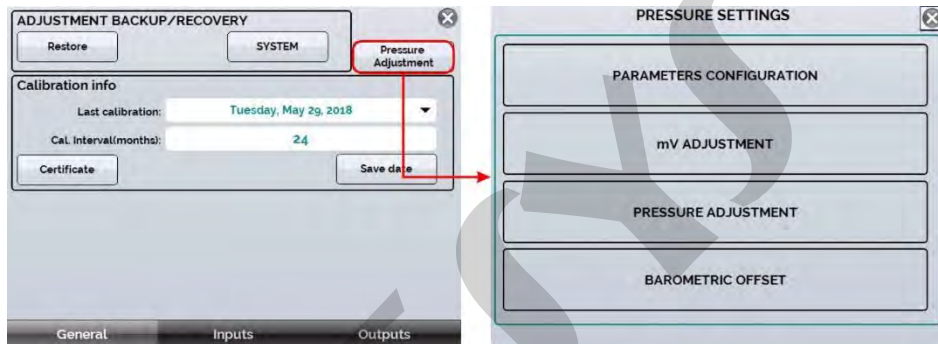 ADJUSTMENT BACKUP/RECOVERY
Restore
SYSTEM
Pressure
Adjustment
Calibration info
Last calibration:
Tuesday, May 29, 2018
Cal. Interval(months):
24
Certificate
Save date
General
Inputs
Outputs
PRESSURE SETTINGS
PARAMETERS CONFIGURATION
mV ADJUSTMENT
PRESSURE ADJUSTMENT
BAROMETRIC OFFSET